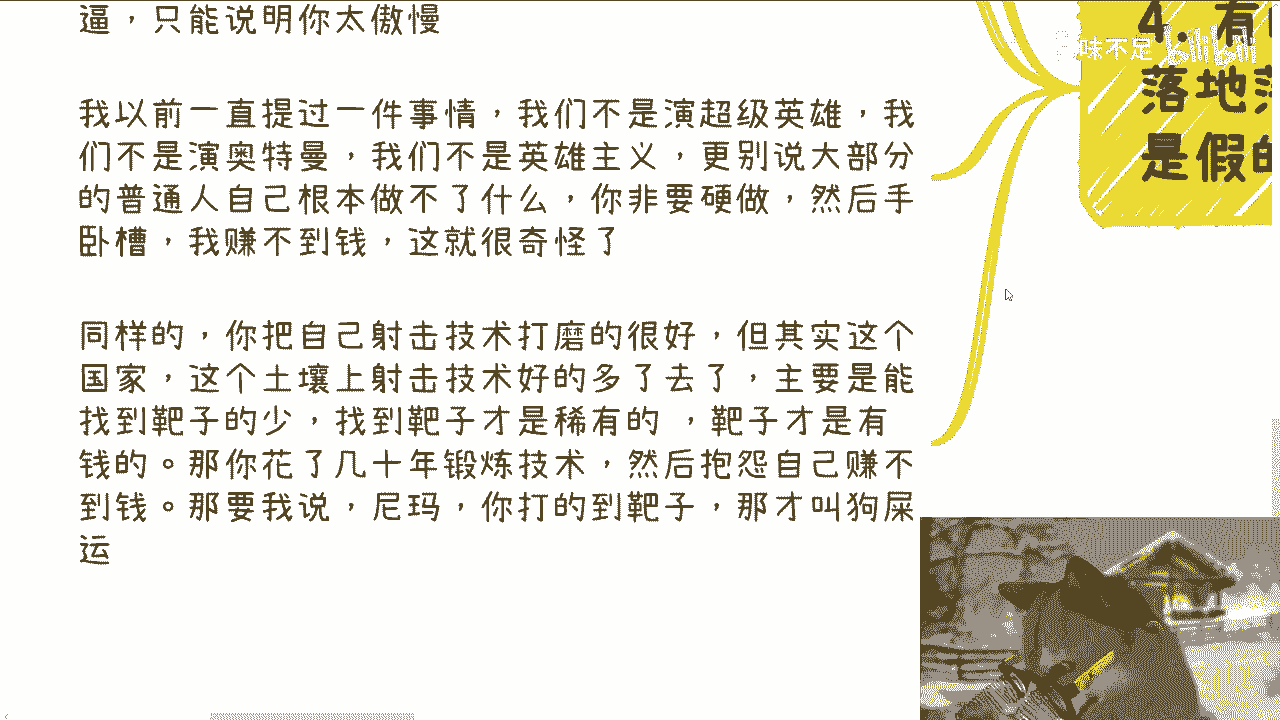 逼，只能说明你太傲慢
我以前一直提过一件事情，我们不是演超级英雄，我
们不是演奥特曼，我们不是英雄主义，更别说大部分
的普通人自己根本做不了什么，你非要硬做，然后手
卧槽，我赚不到钱，这就很奇怪了
同样的，你把自己射击技术打磨的很好，但其实这个
国家，这个土壤上射击技术好的多了去了，主要是能
找到靶子的少，找到靶子才是稀有的 ，靶子才是有
钱的。那你花了几十年锻炼技术，然后抱怨自己赚不
到钱。那要我说，尼玛，你打的到靶子，那才叫狗屎
运
4. 有
落地
是假的
味不足 bilibili